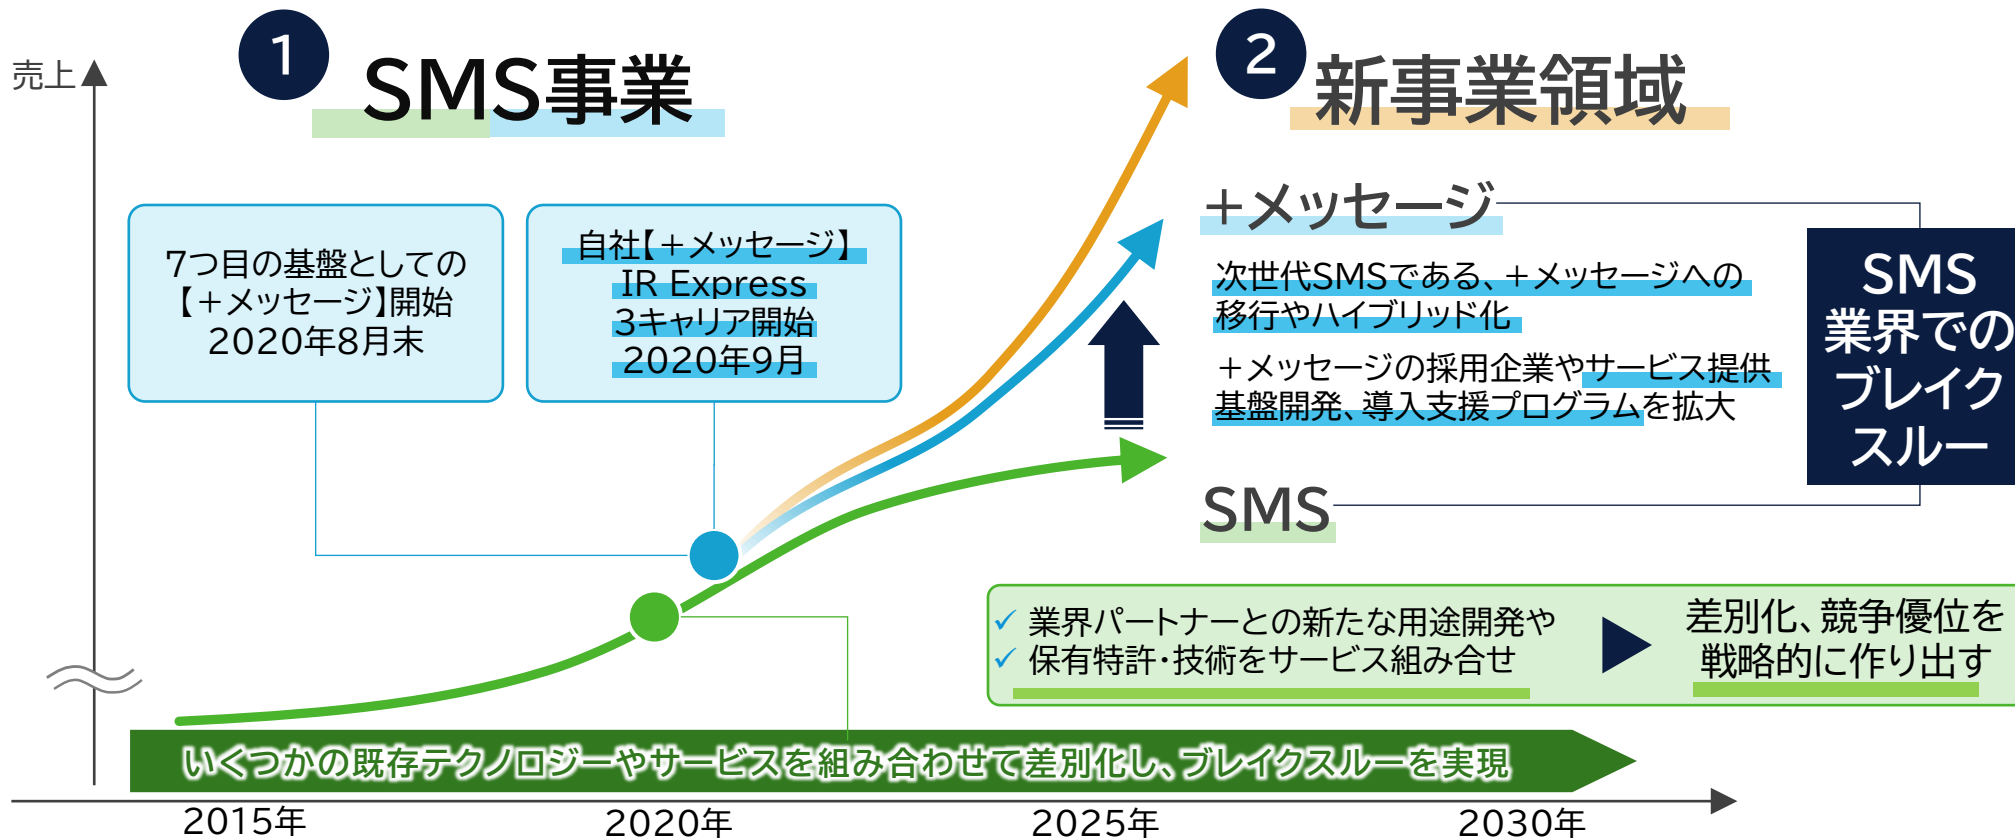 売上
1
SMS事業
2
新事業領域
7つ目の基盤としての
【＋メッセージ】開始
2020年8月末
自社【＋メッセージ】
IR Express
3キャリア開始
2020年9月
＋メッセージ
次世代SMSである、＋メッセージへの
移行やハイブリッド化
＋メッセージの採用企業やサービス提供
基盤開発、導入支援プログラムを拡大
SMS
SMS
業界での
ブレイク
スルー
✓ 業界パートナーとの新たな用途開発や
✓ 保有特許・技術をサービス組み合せ
差別化、競争優位を
戦略的に作り出す
いくつかの既存テクノロジーやサービスを組み合わせて差別化し、ブレイクスルーを実現
2015年
2020年
2025年
2030年